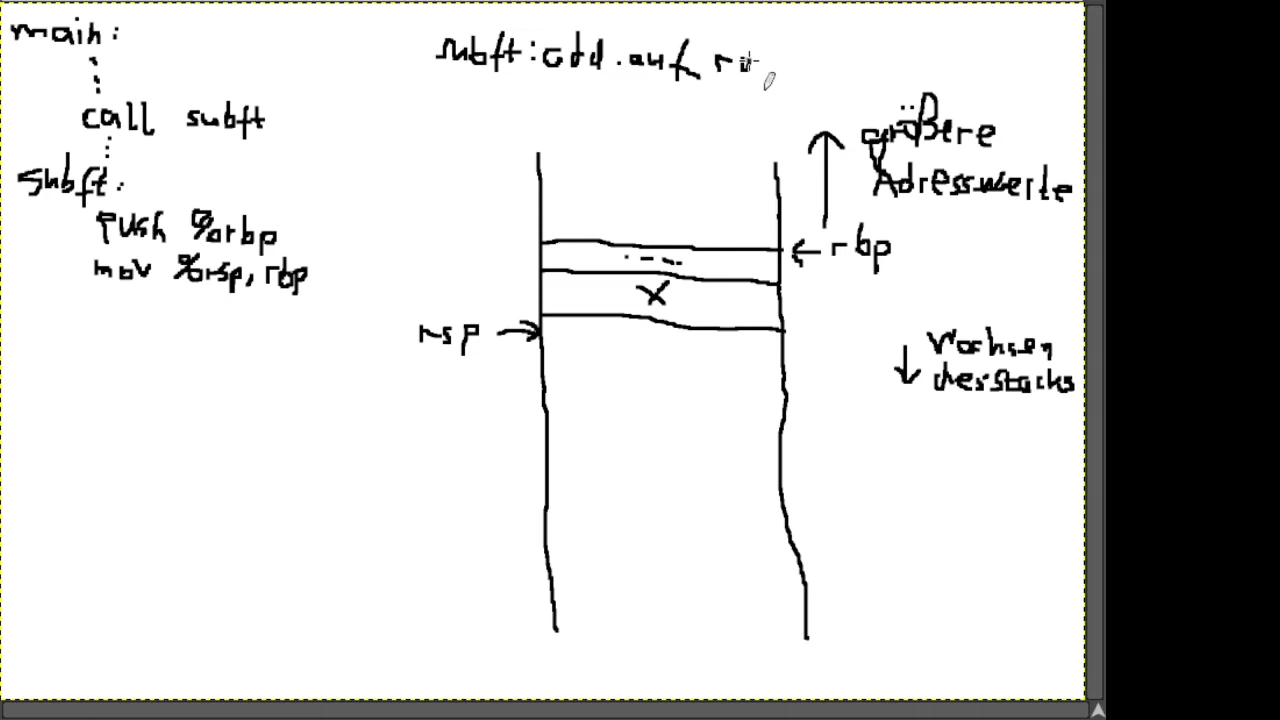 main:
call subft
subft:
push %rbp
mov %rsp, rbp
subft: add. auf
größere
Adresswerte
← rbp
x
rsp →
Wachsen
des Stacks